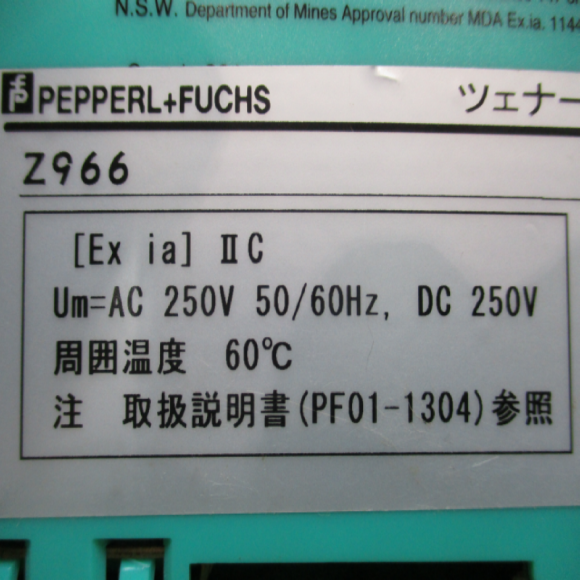 N.S.W. Department of Mines Approval number MDA Ex.ia. 1144
PEPPERL+FUCHS ツェナー
Z966
[Ex ia] ⅡC
Um=AC 250V 50/60Hz, DC 250V
周囲温度 60℃
注 取扱説明書(PF01-1304)参照